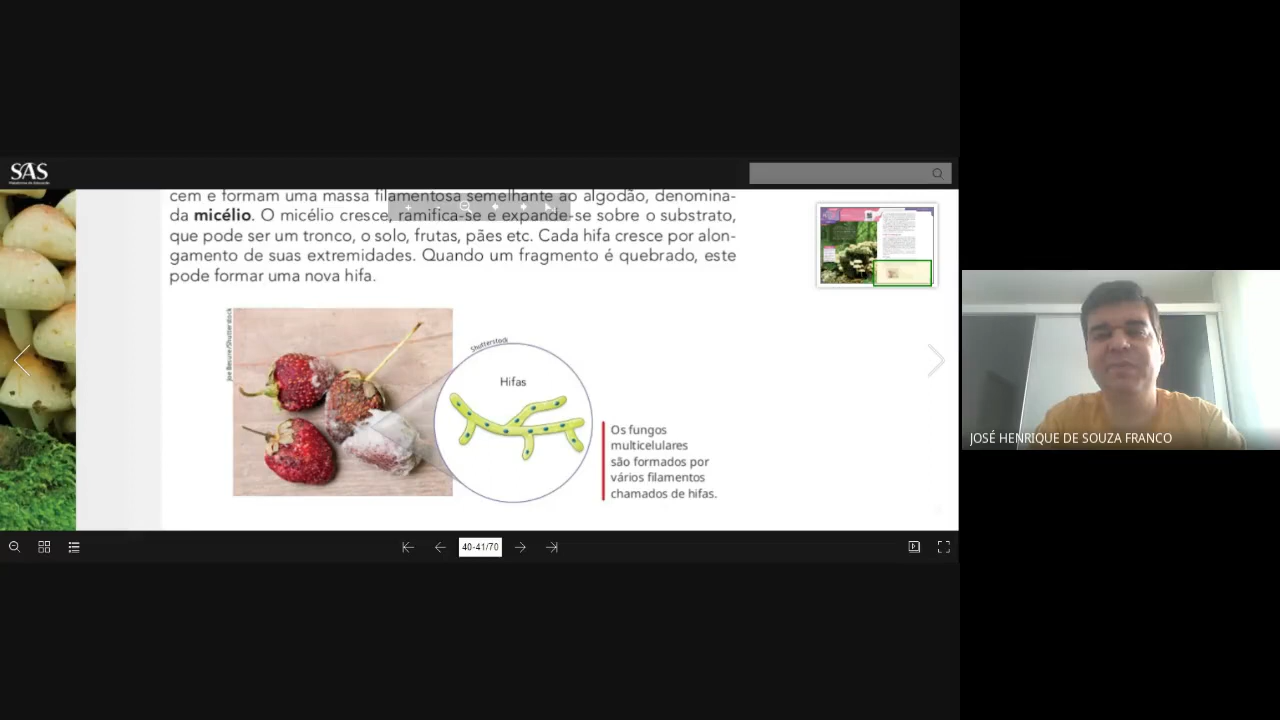 SAS
cem e formam uma massa filamentosa semelhante ao algodão, denomina-
da micélio. O micélio cresce, ramifica-se e expande-se sobre o substrato,
que pode ser um tronco, o solo, frutas, pães etc. Cada hifa cresce por alon-
gamento de suas extremidades. Quando um fragmento é quebrado, este
pode formar uma nova hifa.
Joe Besure/Shutterstock
Shutterstock
Hifas
Os fungos
multicelulares
são formados por
vários filamentos
chamados de hifas.
40-41/70
JOSÉ HENRIQUE DE SOUZA FRANCO